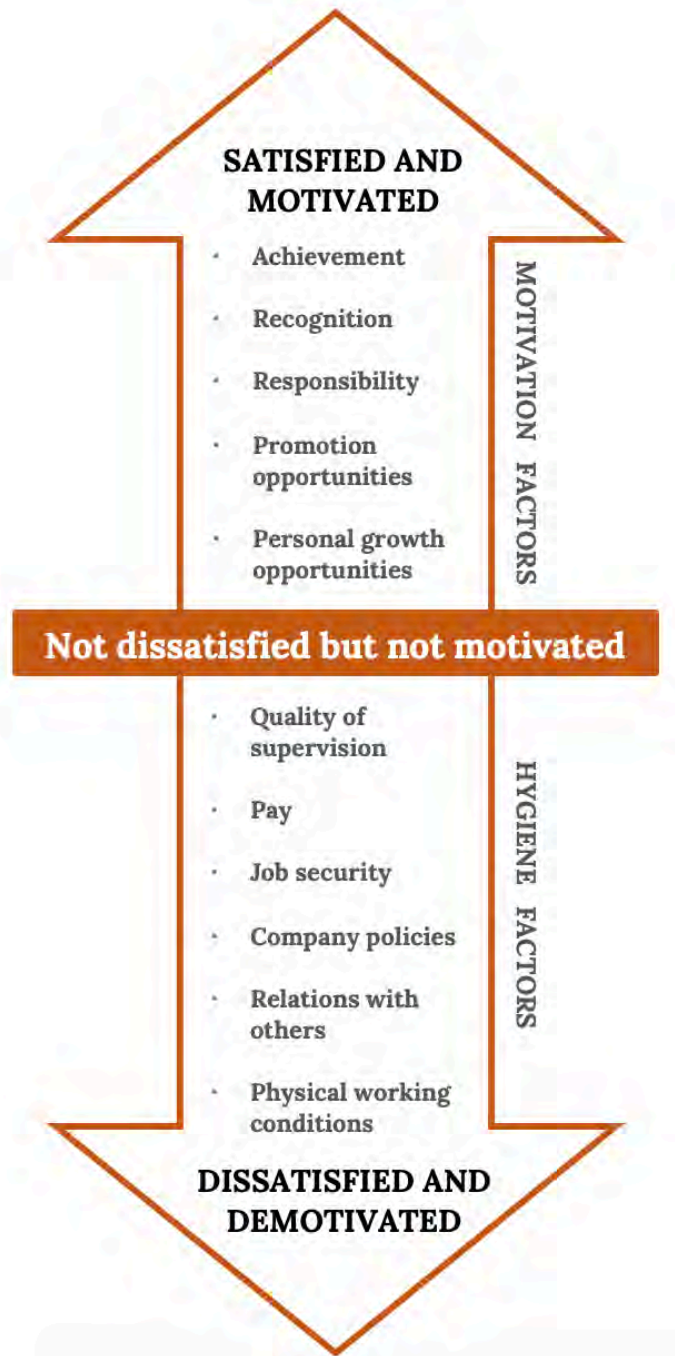 SATISFIED AND
MOTIVATED
· Achievement
· Recognition
· Responsibility
· Promotion
opportunities
· Personal growth
opportunities
MOTIVATION FACTORS
Not dissatisfied but not motivated
· Quality of
supervision
· Pay
· Job security
· Company policies
· Relations with
others
· Physical working
conditions
HYGIENE FACTORS
DISSATISFIED AND
DEMOTIVATED